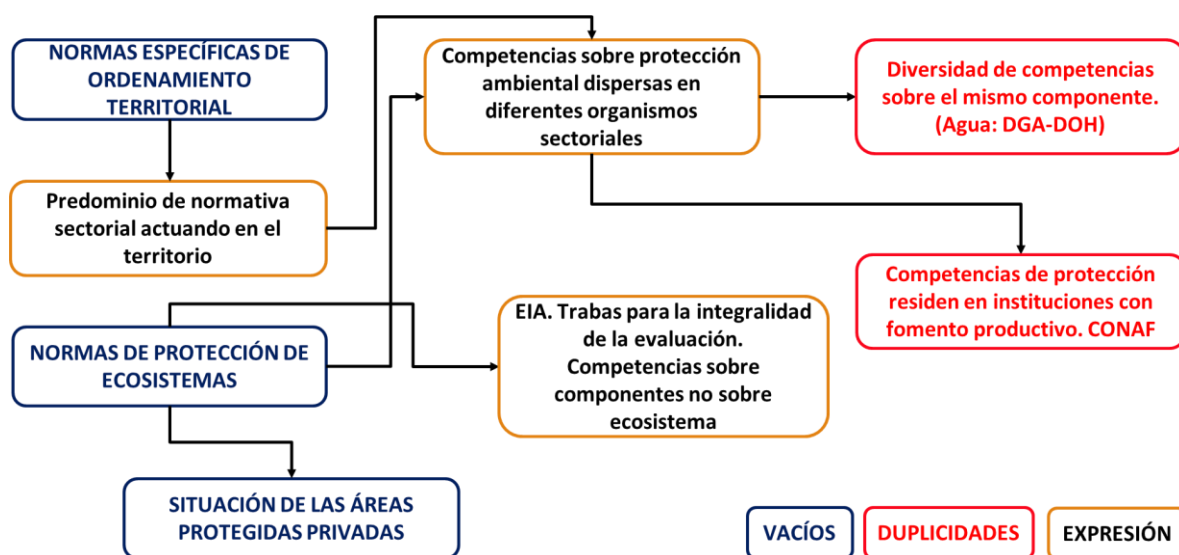 NORMAS ESPECÍFICAS DE
ORDENAMIENTO
TERRITORIAL
Competencias sobre protección
ambiental dispersas en
diferentes organismos
sectoriales
Diversidad de competencias
sobre el mismo componente.
(Agua: DGA-DOH)
Predominio de normativa
sectorial actuando en el
territorio
Competencias de protección
residen en instituciones con
fomento productivo. CONAF
NORMAS DE PROTECCIÓN DE
ECOSISTEMAS
EIA. Trabas para la integralidad
de la evaluación.
Competencias sobre
componentes no sobre
ecosistema
SITUACIÓN DE LAS ÁREAS
PROTEGIDAS PRIVADAS
VACÍOS
DUPLICIDADES
EXPRESIÓN